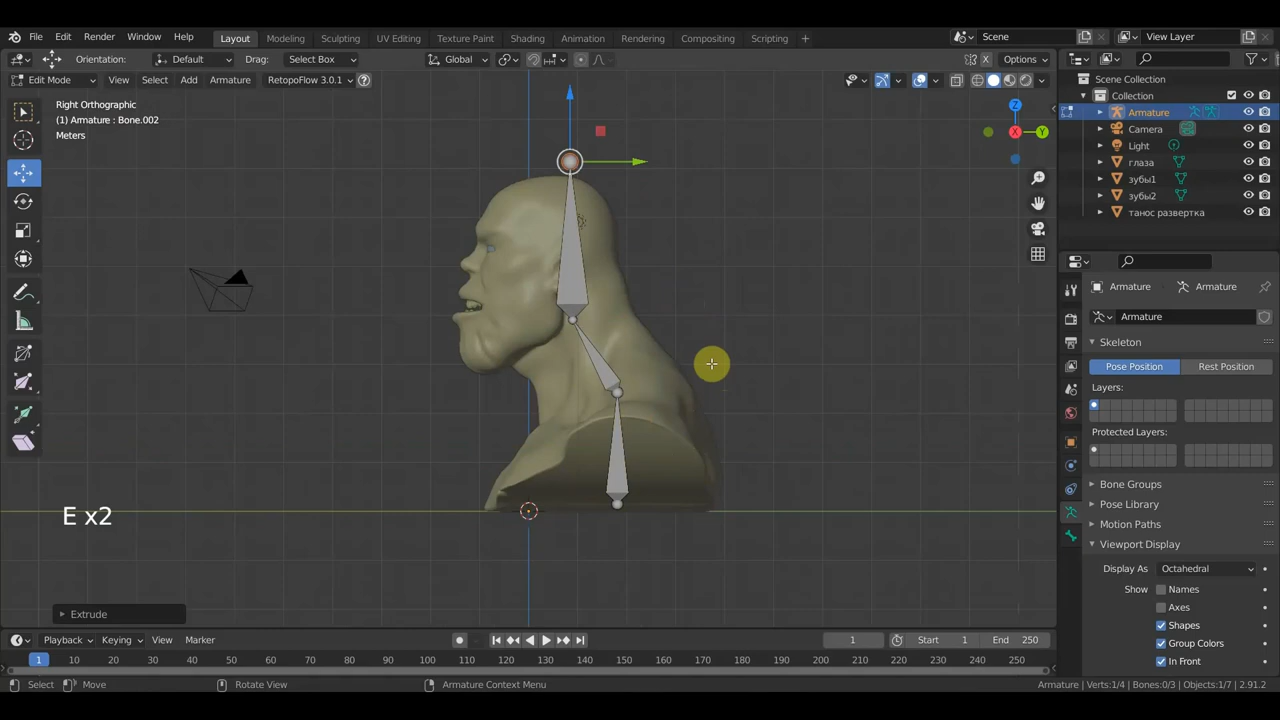 File Edit Render Window Help Layout Modeling Sculpting UV Editing Texture Paint Shading Animation Rendering Compositing Scripting + Scene View Layer
Orientation: Default Drag: Select Box Global Options
Edit Mode View Select Add Armature RetopoFlow 3.0.1
Right Orthographic
(1) Armature : Bone.002
Meters
Z
X
Y
E x2
Extrude
Scene Collection
Collection
Armature
Camera
Light
глаза
зубы1
зубы2
танос развертка
Armature Armature
Armature
Skeleton
Pose Position Rest Position
Layers:
Protected Layers:
Bone Groups
Pose Library
Motion Paths
Viewport Display
Display As Octahedral
Show Names
Axes
Shapes
Group Colors
In Front
Playback Keying View Marker 1 Start 1 End 250
1 10 20 30 40 50 60 70 80 90 100 110 120 130 140 150 160 170 180 190 200 210 220 230 240 250
Select Move Rotate View Armature Context Menu Armature | Verts:1/4 | Bones:0/3 | Objects:1/7 | 2.91.2